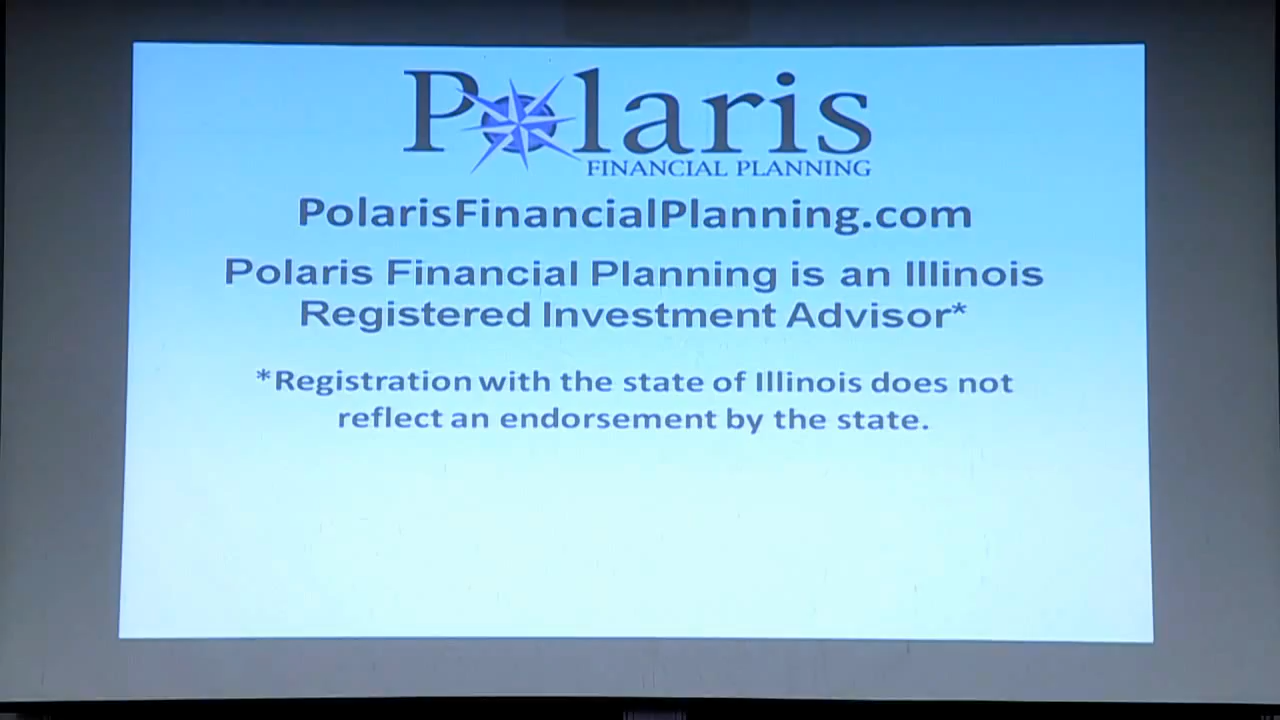 Polaris
FINANCIAL PLANNING
PolarisFinancialPlanning.com
Polaris Financial Planning is an Illinois
Registered Investment Advisor*
*Registration with the state of Illinois does not
reflect an endorsement by the state.